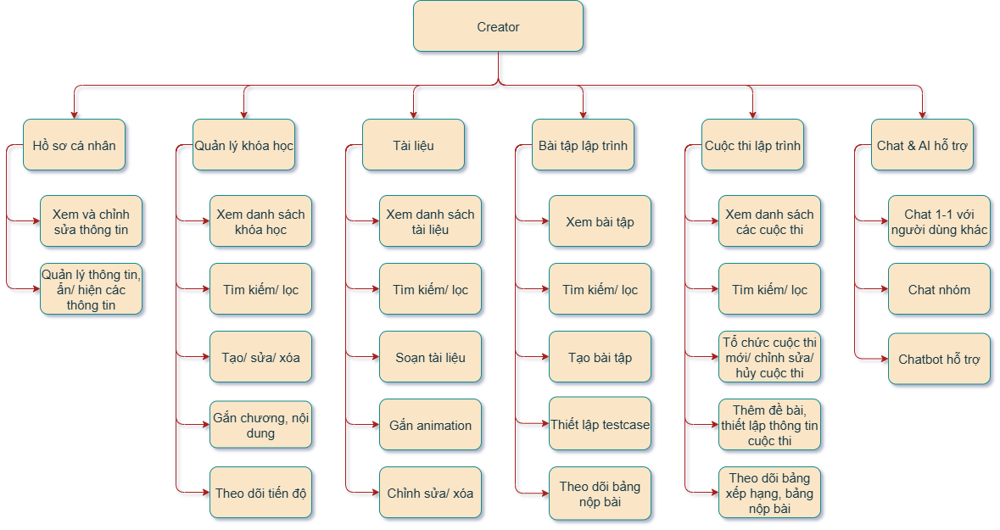 Creator
Hồ sơ cá nhân
Xem và chỉnh
sửa thông tin
Quản lý thông tin,
ẩn/ hiện các
thông tin
Quản lý khóa học
Xem danh sách
khóa học
Tìm kiếm/ lọc
Tạo/ sửa/ xóa
Gắn chương, nội
dung
Theo dõi tiến độ
Tài liệu
Xem danh sách
tài liệu
Tìm kiếm/ lọc
Soạn tài liệu
Gắn animation
Chỉnh sửa/ xóa
Bài tập lập trình
Xem bài tập
Tìm kiếm/ lọc
Tạo bài tập
Thiết lập testcase
Theo dõi bảng
nộp bài
Cuộc thi lập trình
Xem danh sách
các cuộc thi
Tìm kiếm/ lọc
Tổ chức cuộc thi
mới/ chỉnh sửa/
hủy cuộc thi
Thêm đề bài,
thiết lập thông tin
cuộc thi
Theo dõi bảng
xếp hạng, bảng
nộp bài
Chat & AI hỗ trợ
Chat 1-1 với
người dùng khác
Chat nhóm
Chatbot hỗ trợ